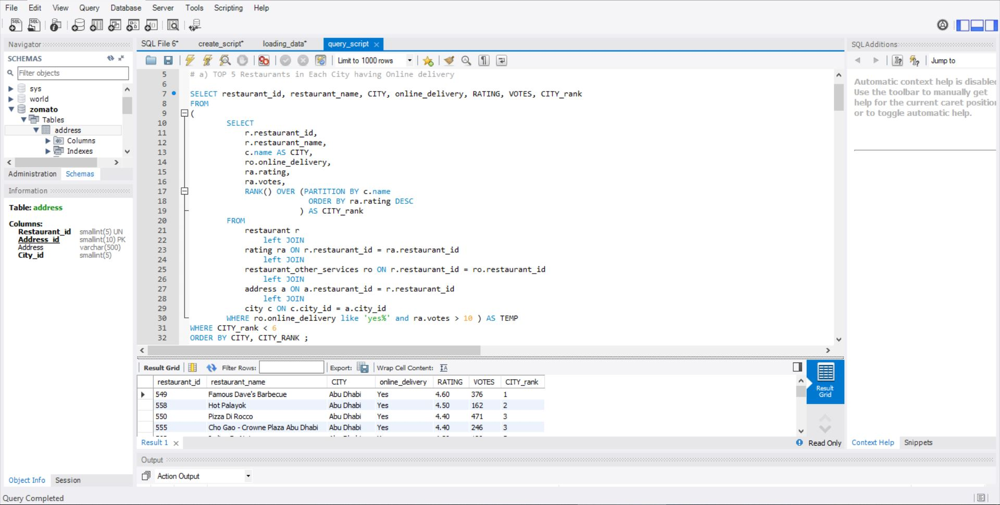 File Edit View Query Database Server Tools Scripting Help
Navigator
SCHEMAS
Filter objects
sys
world
zomato
Tables
address
Columns
Indexes
Administration Schemas
Information
Table: address
Columns:
Restaurant_id smallint(5) UN
Address_id smallint(10) PK
Address varchar(500)
City_id smallint(5)
Object Info Session
SQL File 6* create_script* loading_data* query_script
Limit to 1000 rows
5 # a) TOP 5 Restaurants in Each City having Online delivery
6
7 SELECT restaurant_id, restaurant_name, CITY, online_delivery, RATING, VOTES, CITY_rank
8 FROM
9 (
10 SELECT
11 r.restaurant_id,
12 r.restaurant_name,
13 c.name AS CITY,
14 ro.online_delivery,
15 ra.rating,
16 ra.votes,
17 RANK() OVER (PARTITION BY c.name
18 ORDER BY ra.rating DESC
19 ) AS CITY_rank
20 FROM
21 restaurant r
22 left JOIN
23 rating ra ON r.restaurant_id = ra.restaurant_id
24 left JOIN
25 restaurant_other_services ro ON r.restaurant_id = ro.restaurant_id
26 left JOIN
27 address a ON a.restaurant_id = r.restaurant_id
28 left JOIN
29 city c ON c.city_id = a.city_id
30 WHERE ro.online_delivery like 'yes%' and ra.votes > 10 ) AS TEMP
31 WHERE CITY_rank < 6
32 ORDER BY CITY, CITY_RANK ;
Result Grid Filter Rows: Export: Wrap Cell Content:
restaurant_id restaurant_name CITY online_delivery RATING VOTES CITY_rank
549 Famous Dave's Barbecue Abu Dhabi Yes 4.60 376 1
558 Hot Palayok Abu Dhabi Yes 4.50 162 2
550 Pizza Di Rocco Abu Dhabi Yes 4.40 471 3
555 Cho Gao - Crowne Plaza Abu Dhabi Abu Dhabi Yes 4.40 246 3
Result Grid
Result 1
Read Only
Output
Action Output
SQLAdditions
Jump to
Automatic context help is disabled
Use the toolbar to manually get
help for the current caret position
or to toggle automatic help.
Context Help Snippets
Query Completed